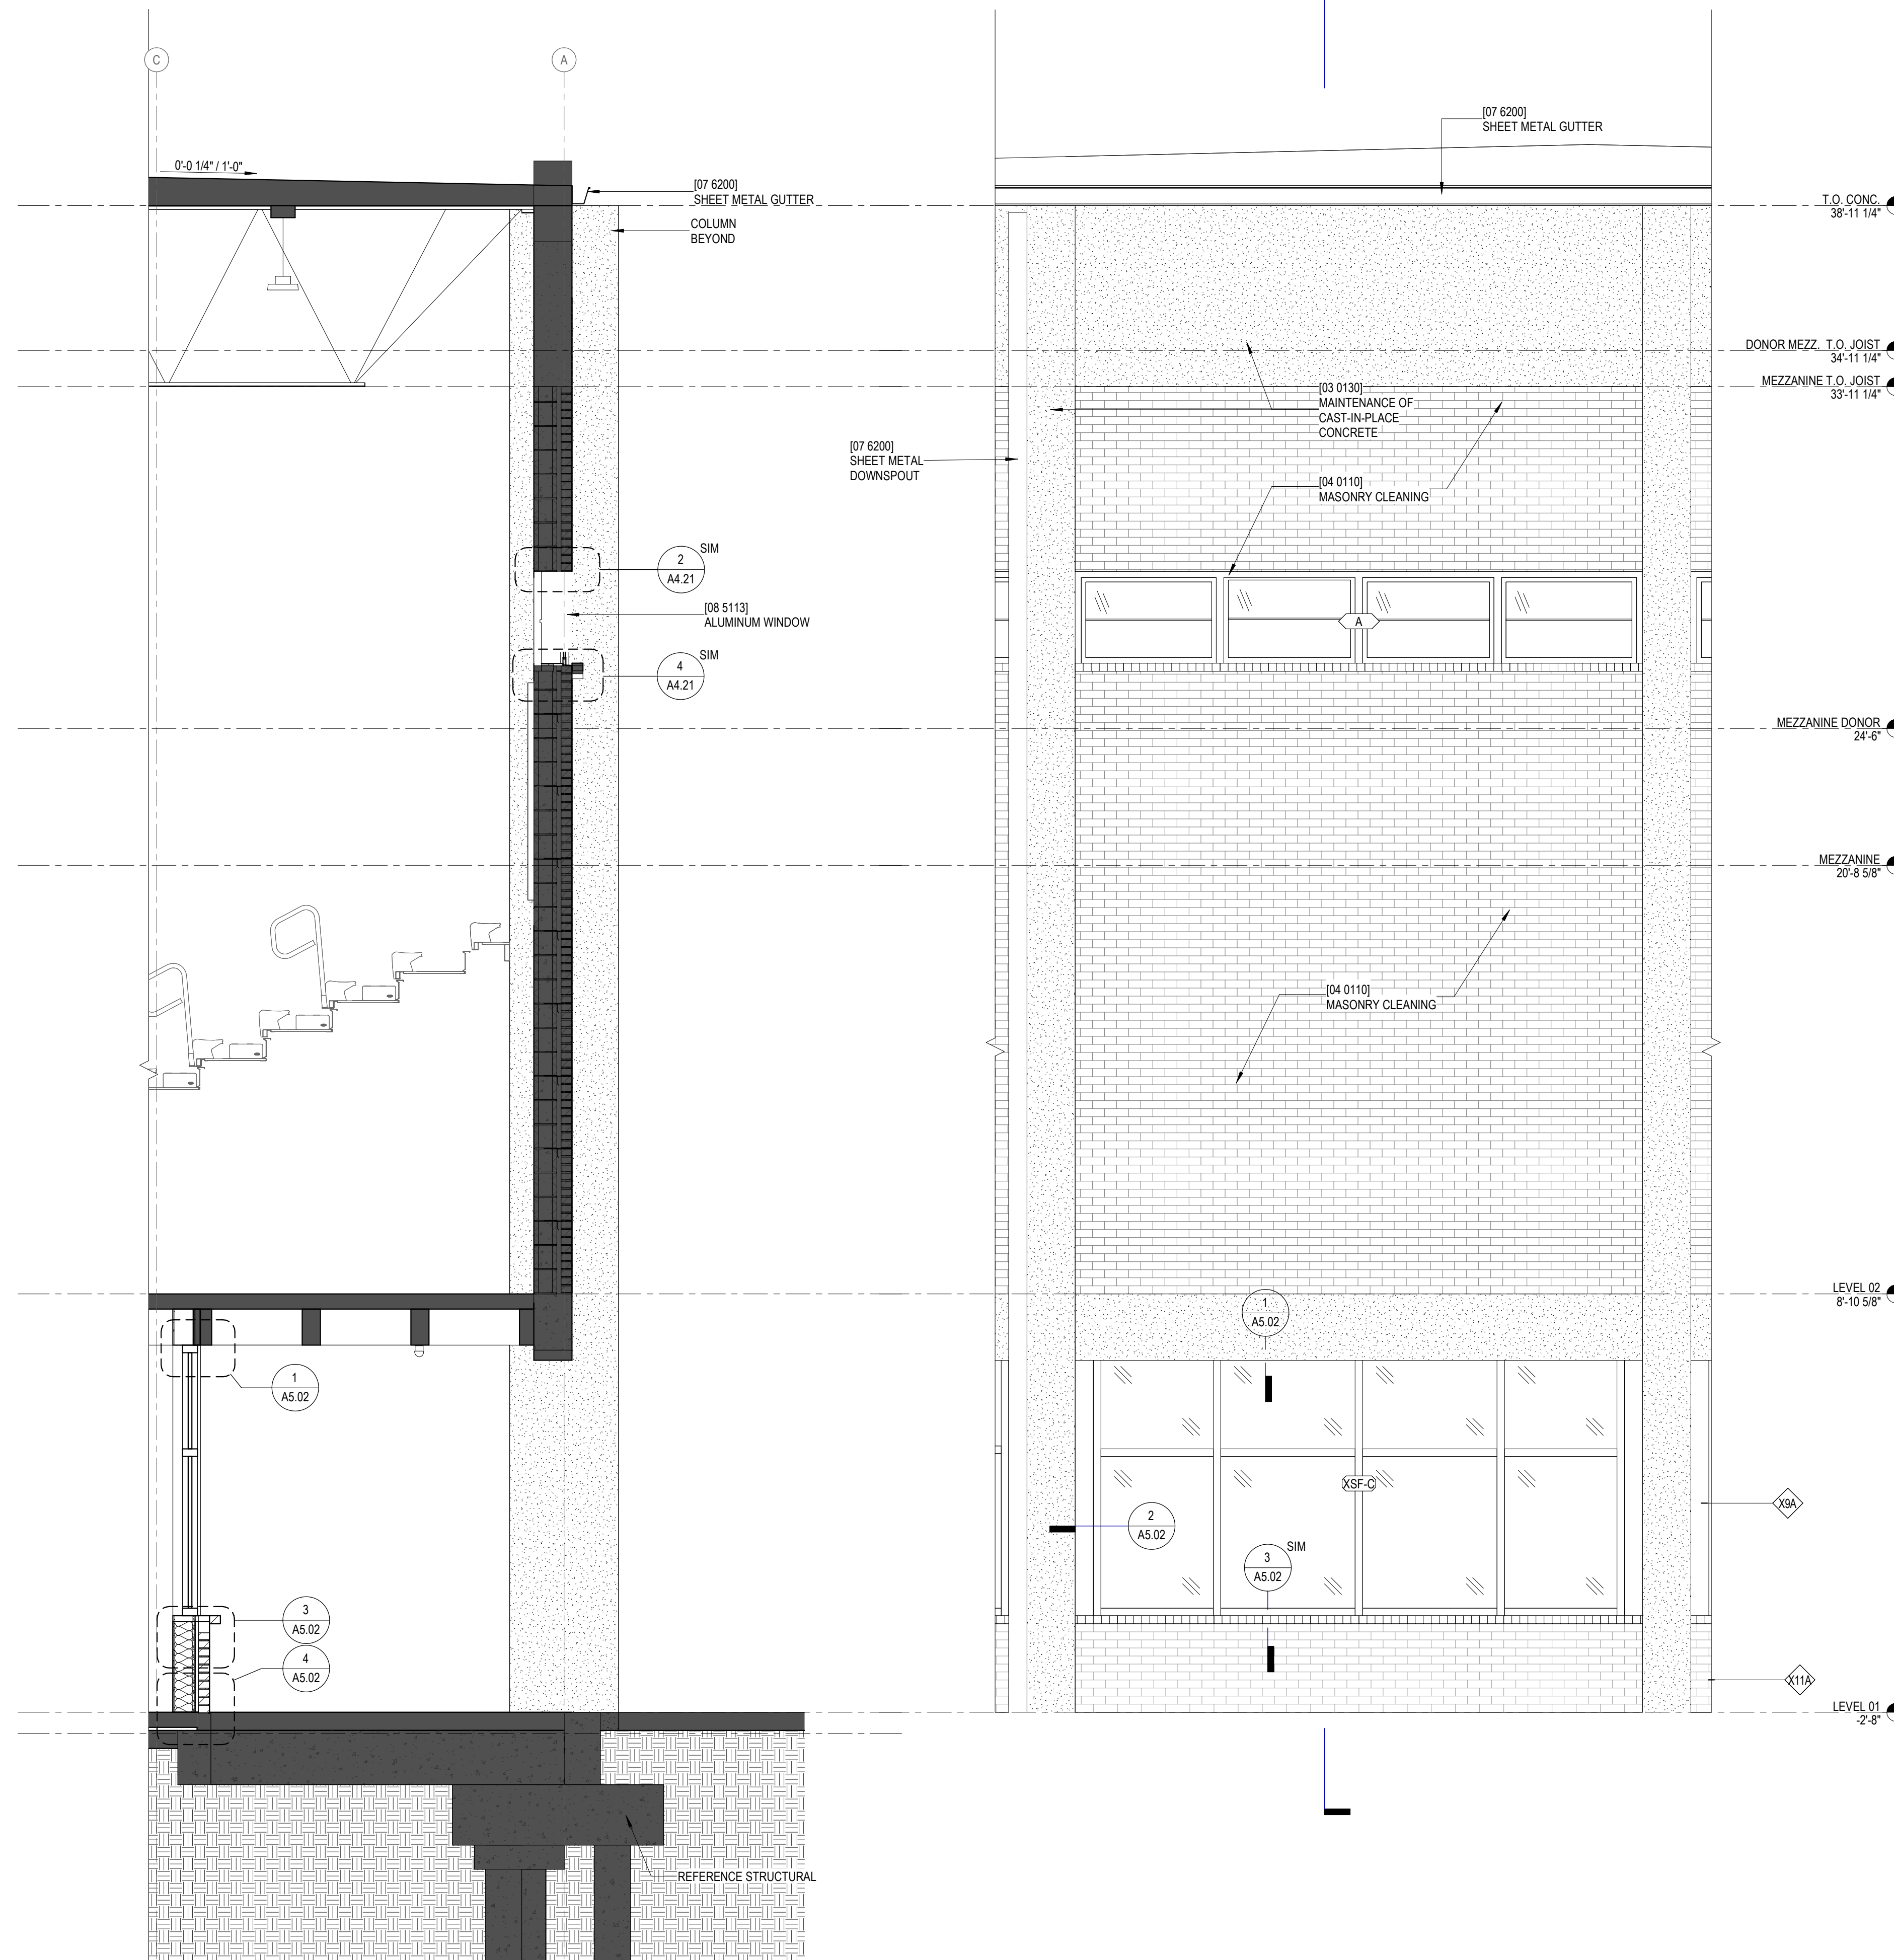 C
A
0'-0 1/4" / 1'-0"
[07 6200]
SHEET METAL GUTTER
COLUMN
BEYOND
2
A4.21
SIM
[08 5113]
ALUMINUM WINDOW
4
A4.21
SIM
1
A5.02
3
A5.02
4
A5.02
REFERENCE STRUCTURAL
[07 6200]
SHEET METAL GUTTER
[03 0130]
MAINTENANCE OF
CAST-IN-PLACE
CONCRETE
[07 6200]
SHEET METAL
DOWNSPOUT
[04 0110]
MASONRY CLEANING
A
[04 0110]
MASONRY CLEANING
1
A5.02
XSF-C
2
A5.02
3
A5.02
SIM
X9A
X11A
T.O. CONC.
38'-11 1/4"
DONOR MEZZ. T.O. JOIST
34'-11 1/4"
MEZZANINE T.O. JOIST
33'-11 1/4"
MEZZANINE DONOR
24'-6"
MEZZANINE
20'-8 5/8"
LEVEL 02
8'-10 5/8"
LEVEL 01
-2'-8"